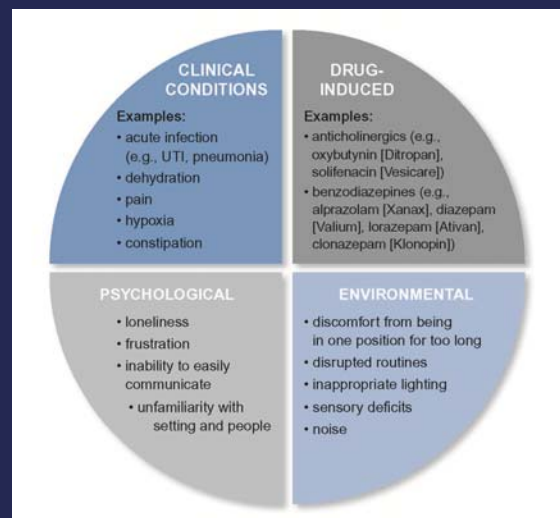 CLINICAL
CONDITIONS
Examples:
• acute infection
(e.g., UTI, pneumonia)
• dehydration
• pain
• hypoxia
• constipation
DRUG-
INDUCED
Examples:
• anticholinergics (e.g.,
oxybutynin [Ditropan],
solifenacin [Vesicare])
• benzodiazepines (e.g.,
alprazolam [Xanax], diazepam
[Valium], lorazepam [Ativan],
clonazepam [Klonopin])
PSYCHOLOGICAL
• loneliness
• frustration
• inability to easily
communicate
• unfamiliarity with
setting and people
ENVIRONMENTAL
• discomfort from being
in one position for too long
• disrupted routines
• inappropriate lighting
• sensory deficits
• noise